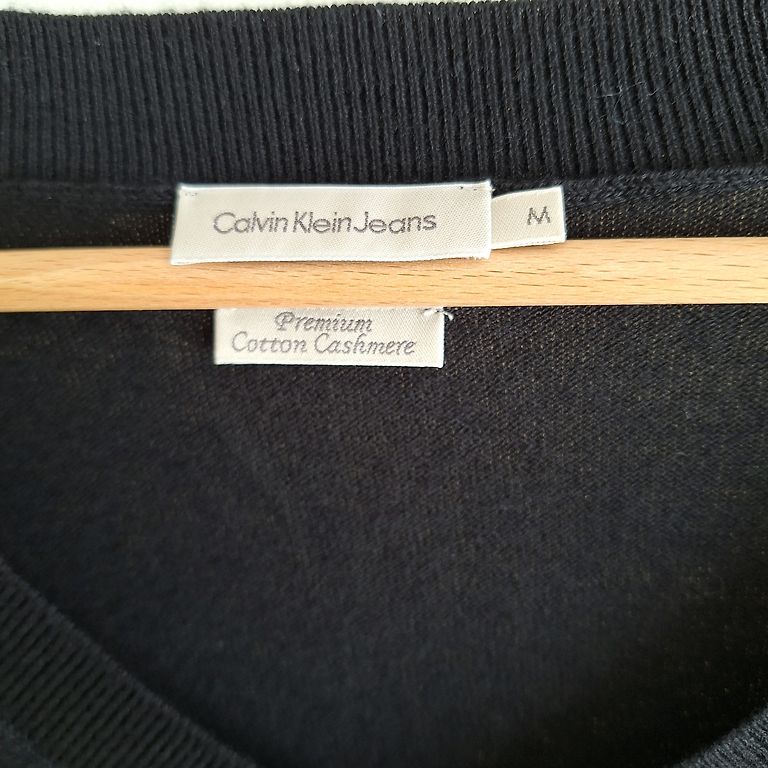 Calvin Klein Jeans
M
Premium
Cotton Cashmere